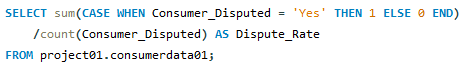 SELECT sum(CASE WHEN Consumer_Disputed = 'Yes' THEN 1 ELSE 0 END)
/count(Consumer_Disputed) AS Dispute_Rate
FROM project01.consumerdata01;